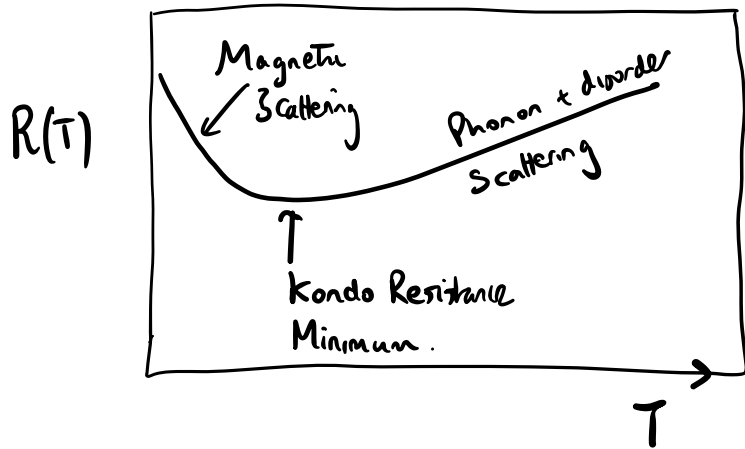 Magnetic
Scattering
R(T)
Phonon + disorder
Scattering
Kondo Resistance
Minimum.
T